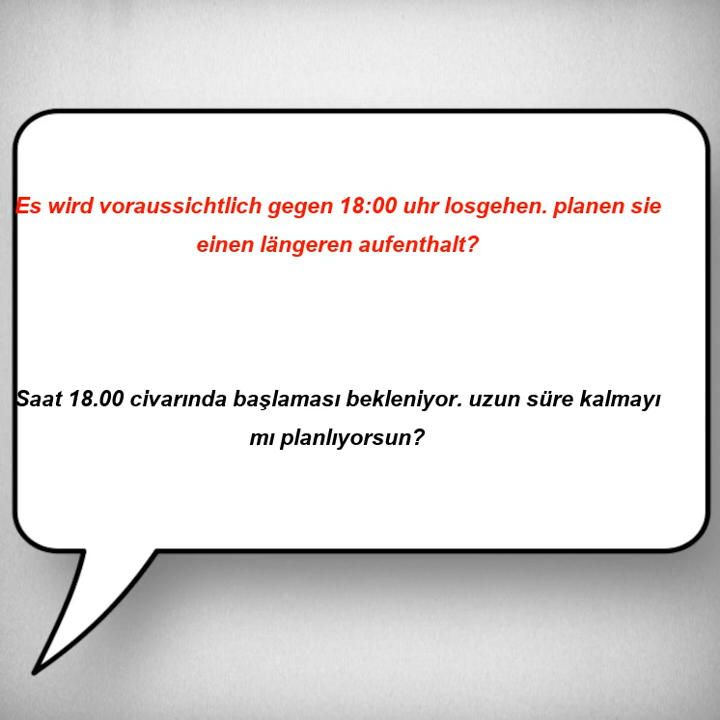 Es wird voraussichtlich gegen 18:00 uhr losgehen. planen sie
einen längeren aufenthalt?
Saat 18.00 civarında başlaması bekleniyor. uzun süre kalmayı
mı planlıyorsun?